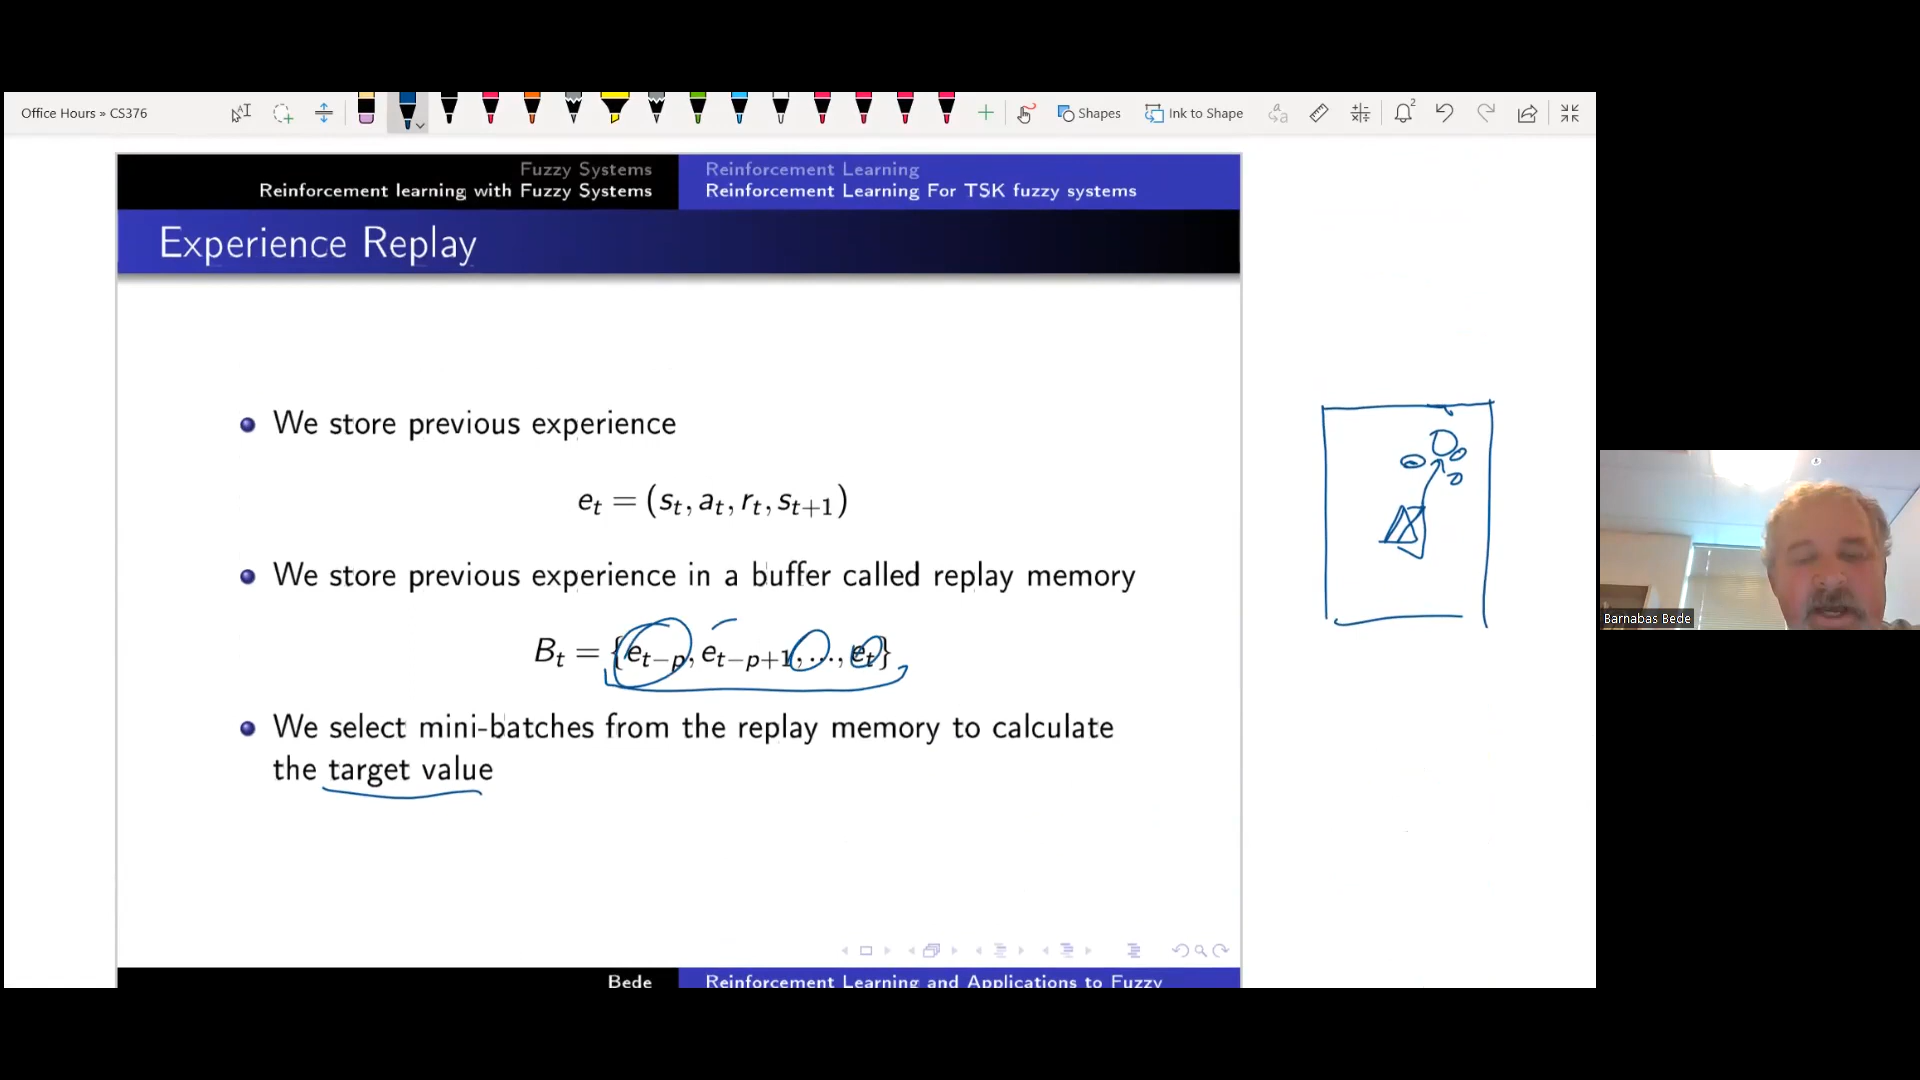 Office Hours » CS376
Shapes
Ink to Shape
2
Fuzzy Systems
Reinforcement learning with Fuzzy Systems
Reinforcement Learning
Reinforcement Learning For TSK fuzzy systems
Experience Replay
We store previous experience
e_t = (s_t, a_t, r_t, s_{t+1})
We store previous experience in a buffer called replay memory
B_t = {e_{t−p}, e_{t−p+1}, ..., e_t}
We select mini-batches from the replay memory to calculate
the target value
Barnabas Bede
Bede
Reinforcement Learning and Applications to Fuzzy